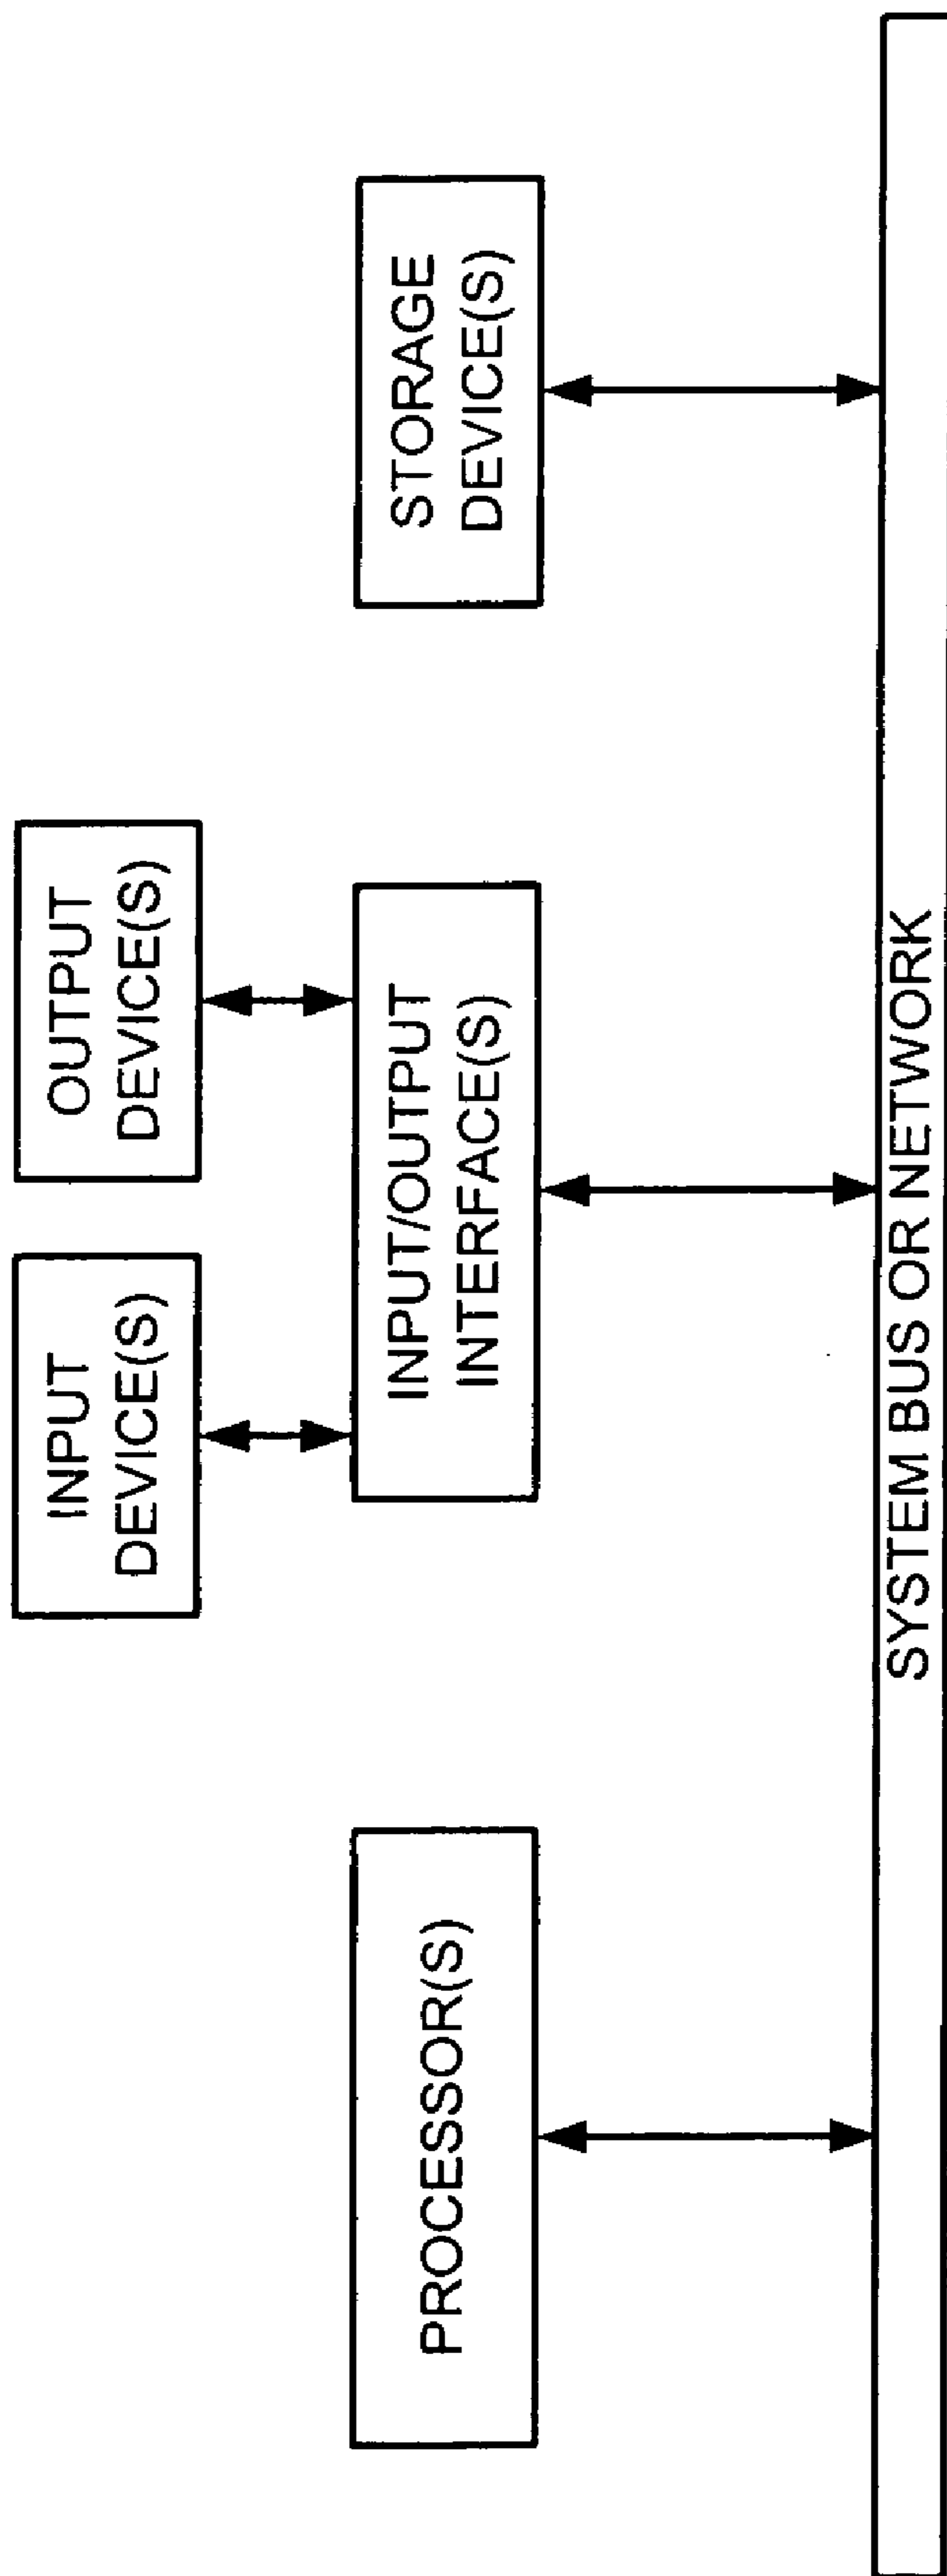 INPUT
DEVICE(S)
OUTPUT
DEVICE(S)
PROCESSOR(S)
INPUT/OUTPUT
INTERFACE(S)
STORAGE
DEVICE(S)
SYSTEM BUS OR NETWORK